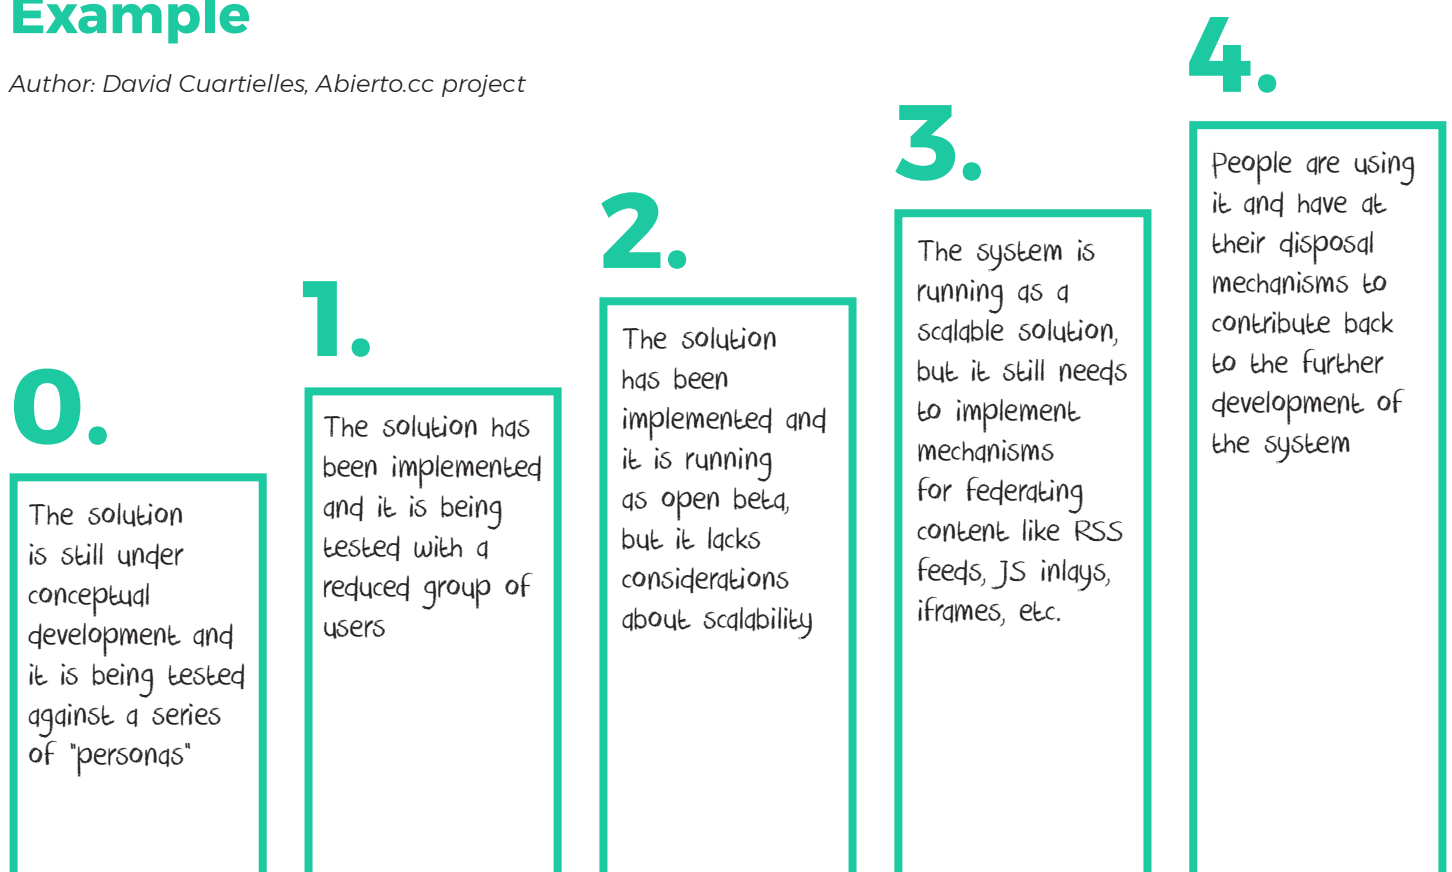 Example
Author: David Cuartielles, Abierto.cc project
0.
The solution
is still under
conceptual
development and
it is being tested
against a series
of "personas"
1.
The solution has
been implemented
and it is being
tested with a
reduced group of
users
2.
The solution
has been
implemented and
it is running
as open beta,
but it lacks
considerations
about scalability
3.
The system is
running as a
scalable solution,
but it still needs
to implement
mechanisms
for federating
content like RSS
feeds, JS inlays,
iframes, etc.
4.
People are using
it and have at
their disposal
mechanisms to
contribute back
to the further
development of
the system